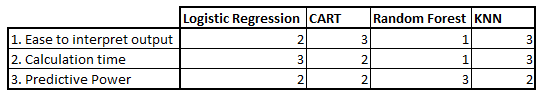 Logistic Regression CART Random Forest KNN
1. Ease to interpret output 2 3 1 3
2. Calculation time 3 2 1 3
3. Predictive Power 2 2 3 2